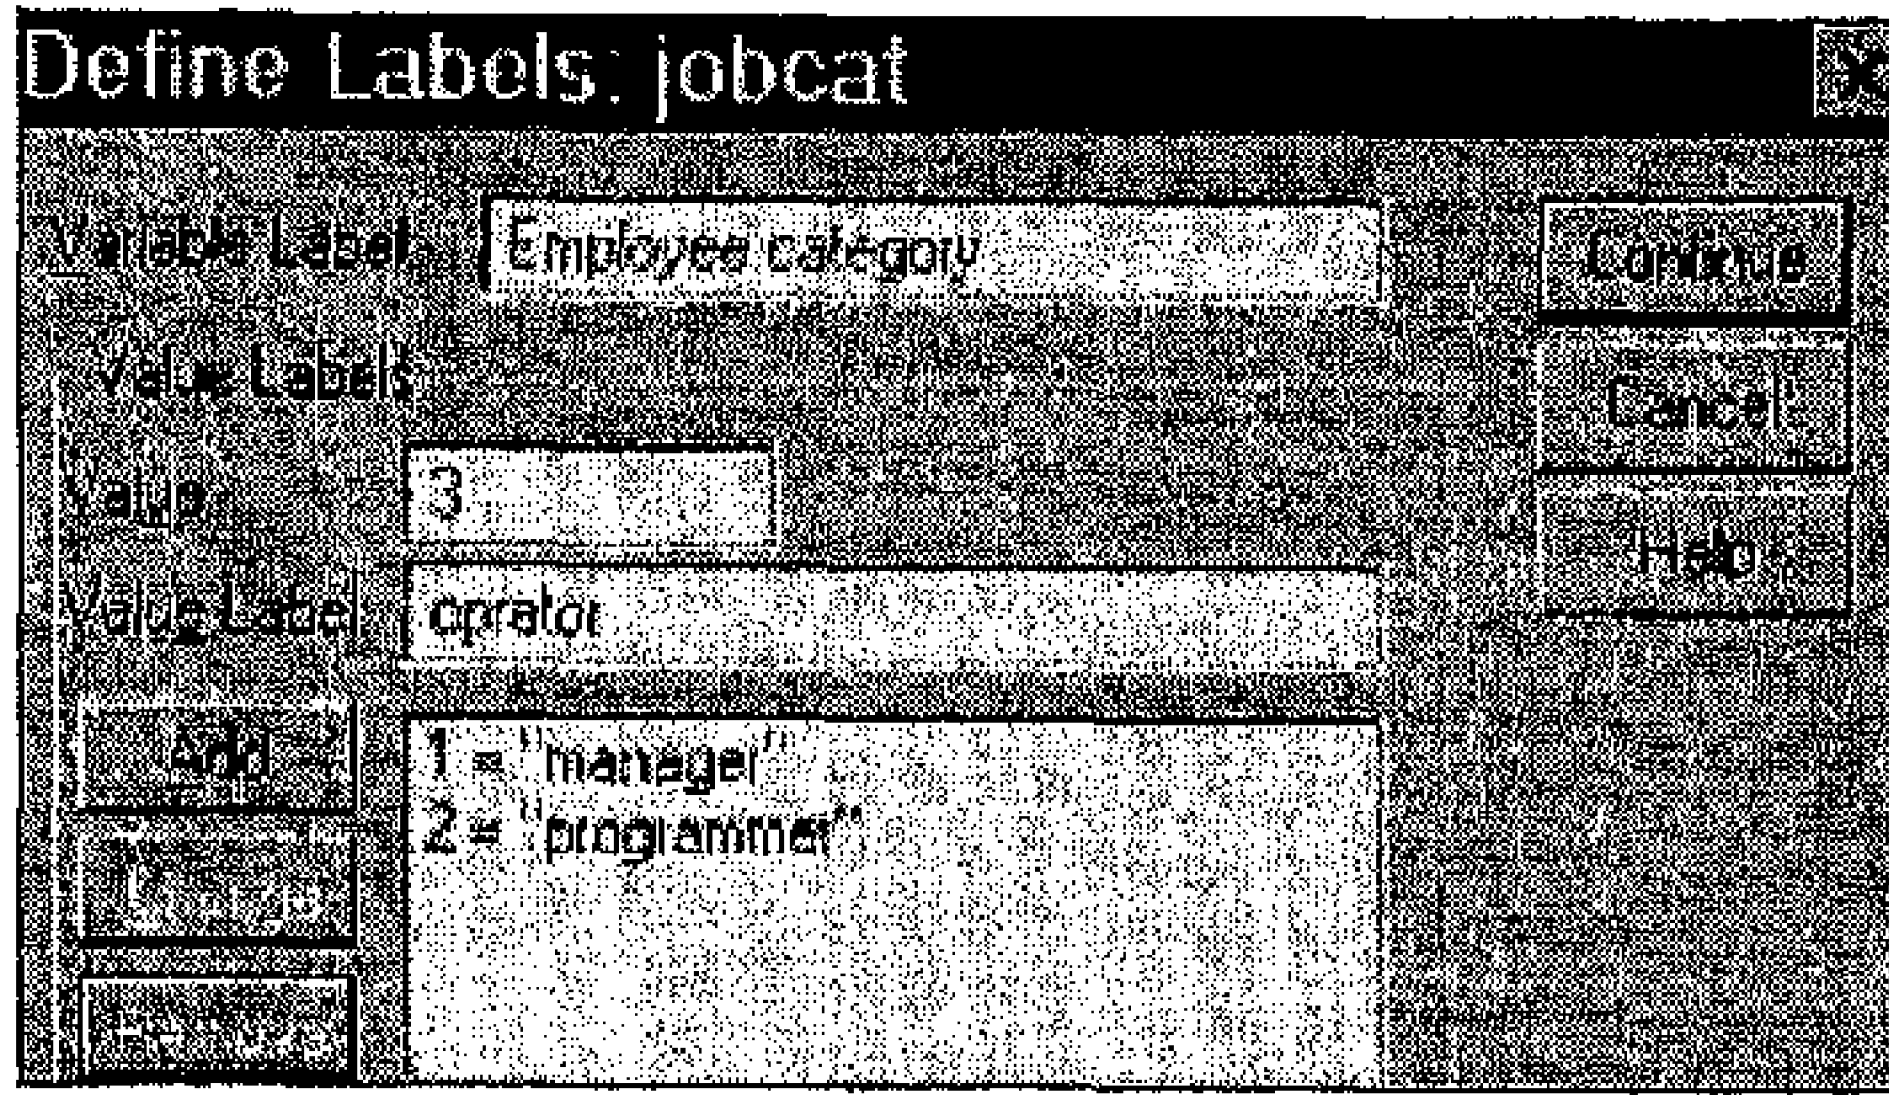 Define Labels: jobcat
Variable Label: Employee category
Continue
Value Labels
Cancel
Value: 3
Help
Value Label: oprator
Add
1 = "manager"
2 = "programmer"